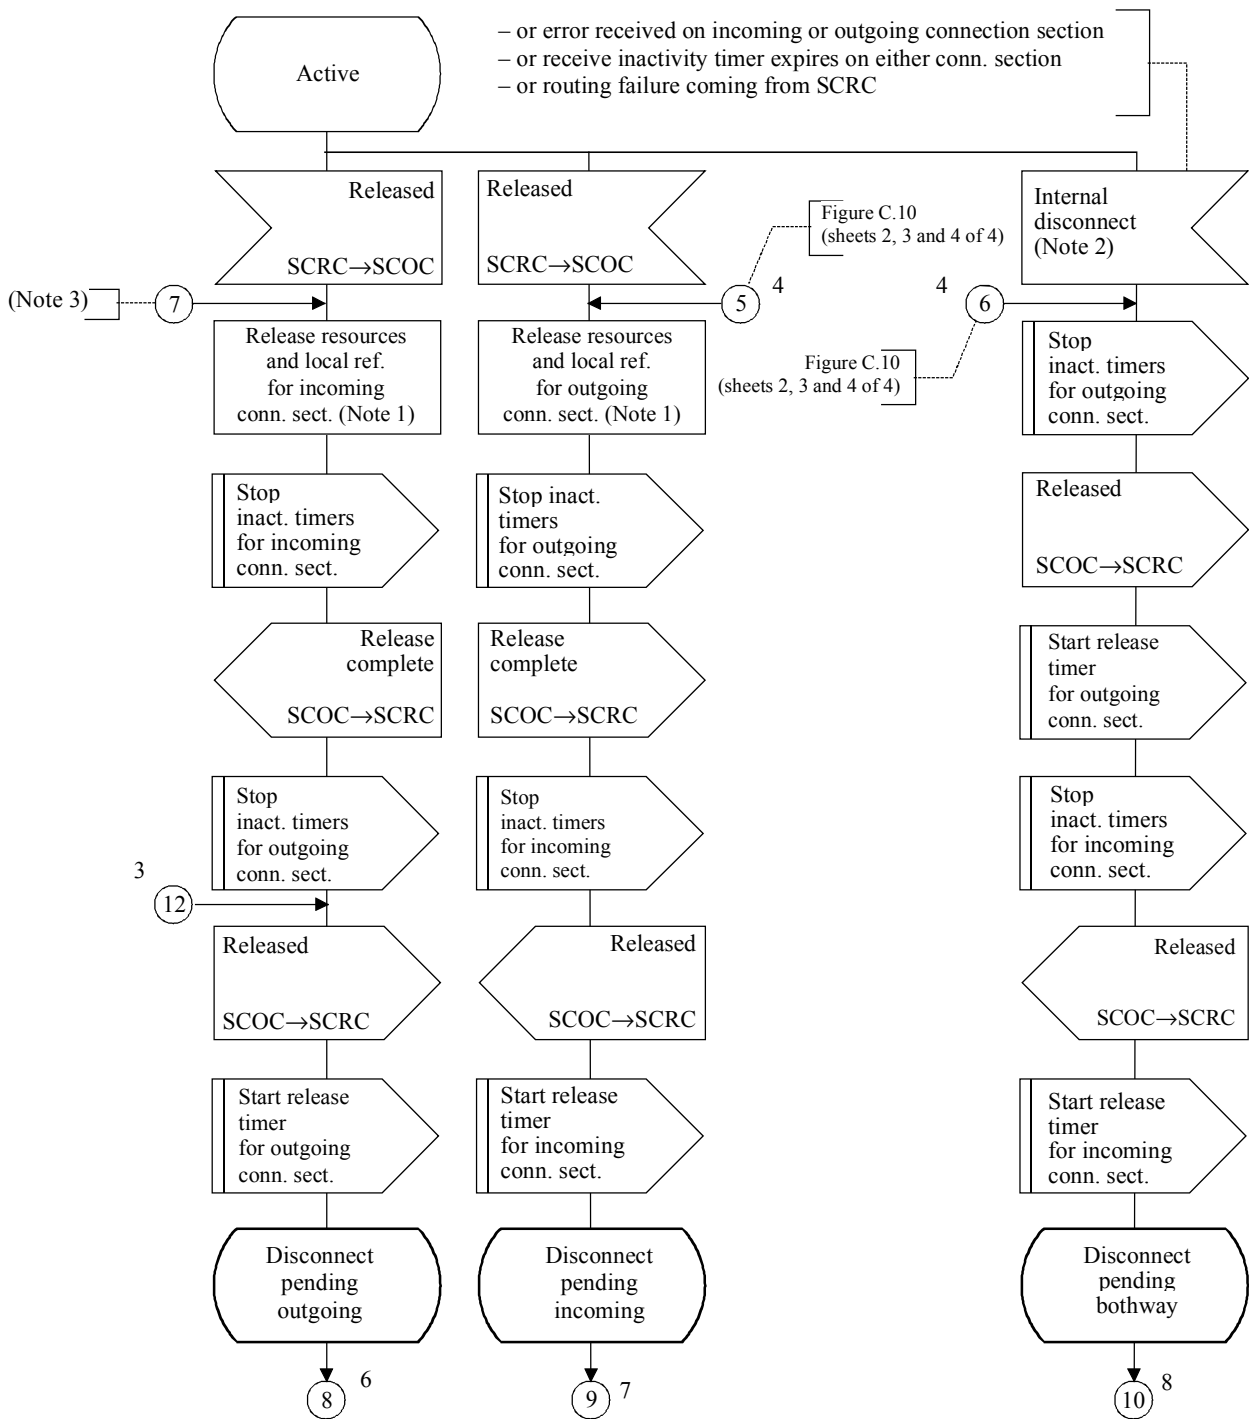 Active
– or error received on incoming or outgoing connection section
– or receive inactivity timer expires on either conn. section
– or routing failure coming from SCRC
Released
SCRC→SCOC
Released
SCRC→SCOC
Figure C.10
(sheets 2, 3 and 4 of 4)
Internal
disconnect
(Note 2)
(Note 3)
7
5
4
4
6
Release resources
and local ref.
for incoming
conn. sect. (Note 1)
Release resources
and local ref.
for outgoing
conn. sect. (Note 1)
Figure C.10
(sheets 2, 3 and 4 of 4)
Stop
inact. timers
for outgoing
conn. sect.
Stop
inact. timers
for incoming
conn. sect.
Stop inact.
timers
for outgoing
conn. sect.
Released
SCOC→SCRC
Release
complete
SCOC→SCRC
Release
complete
SCOC→SCRC
Start release
timer
for outgoing
conn. sect.
Stop
inact. timers
for outgoing
conn. sect.
Stop
inact. timers
for incoming
conn. sect.
Stop
inact. timers
for incoming
conn. sect.
3
12
Released
SCOC→SCRC
Released
SCOC→SCRC
Released
SCOC→SCRC
Start release
timer
for outgoing
conn. sect.
Start release
timer
for incoming
conn. sect.
Start release
timer
for incoming
conn. sect.
Disconnect
pending
outgoing
Disconnect
pending
incoming
Disconnect
pending
bothway
8
6
9
7
10
8